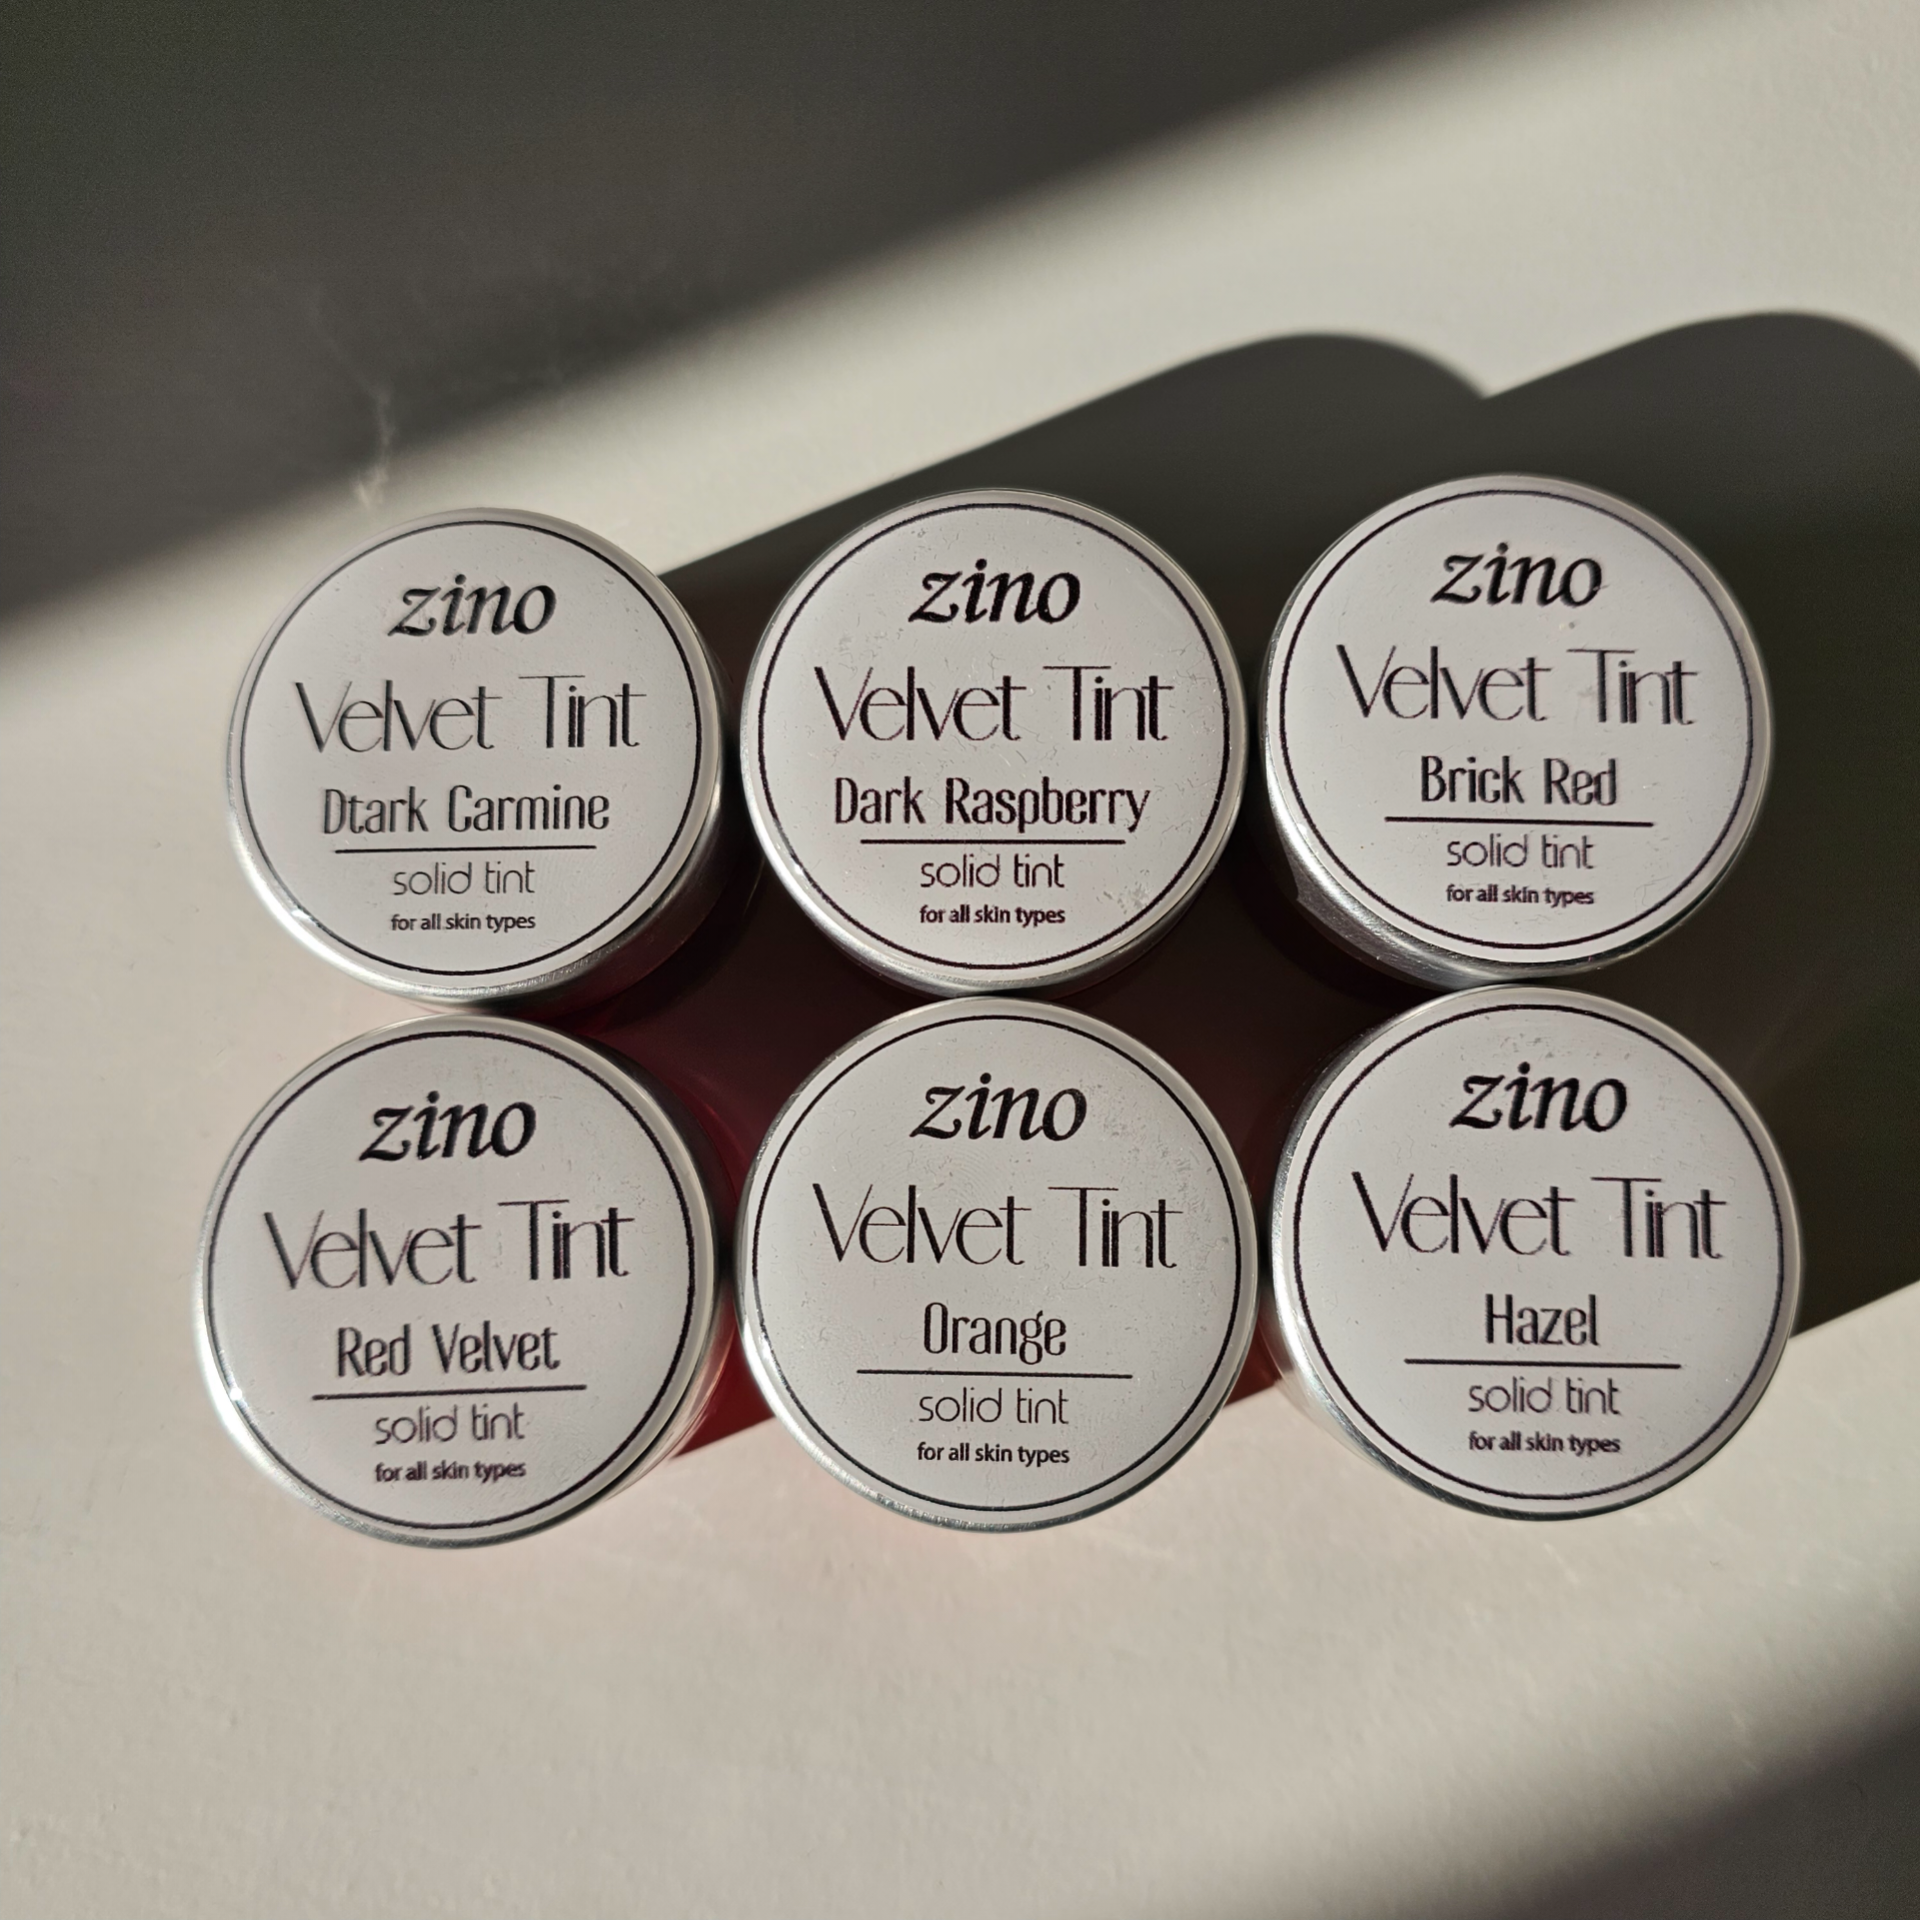 zino
Velvet Tint
Dtark Carmine
solid tint
for all skin types
zino
Velvet Tint
Dark Raspberry
solid tint
for all skin types
zino
Velvet Tint
Brick Red
solid tint
for all skin types
zino
Velvet Tint
Red Velvet
solid tint
for all skin types
zino
Velvet Tint
Orange
solid tint
for all skin types
zino
Velvet Tint
Hazel
solid tint
for all skin types